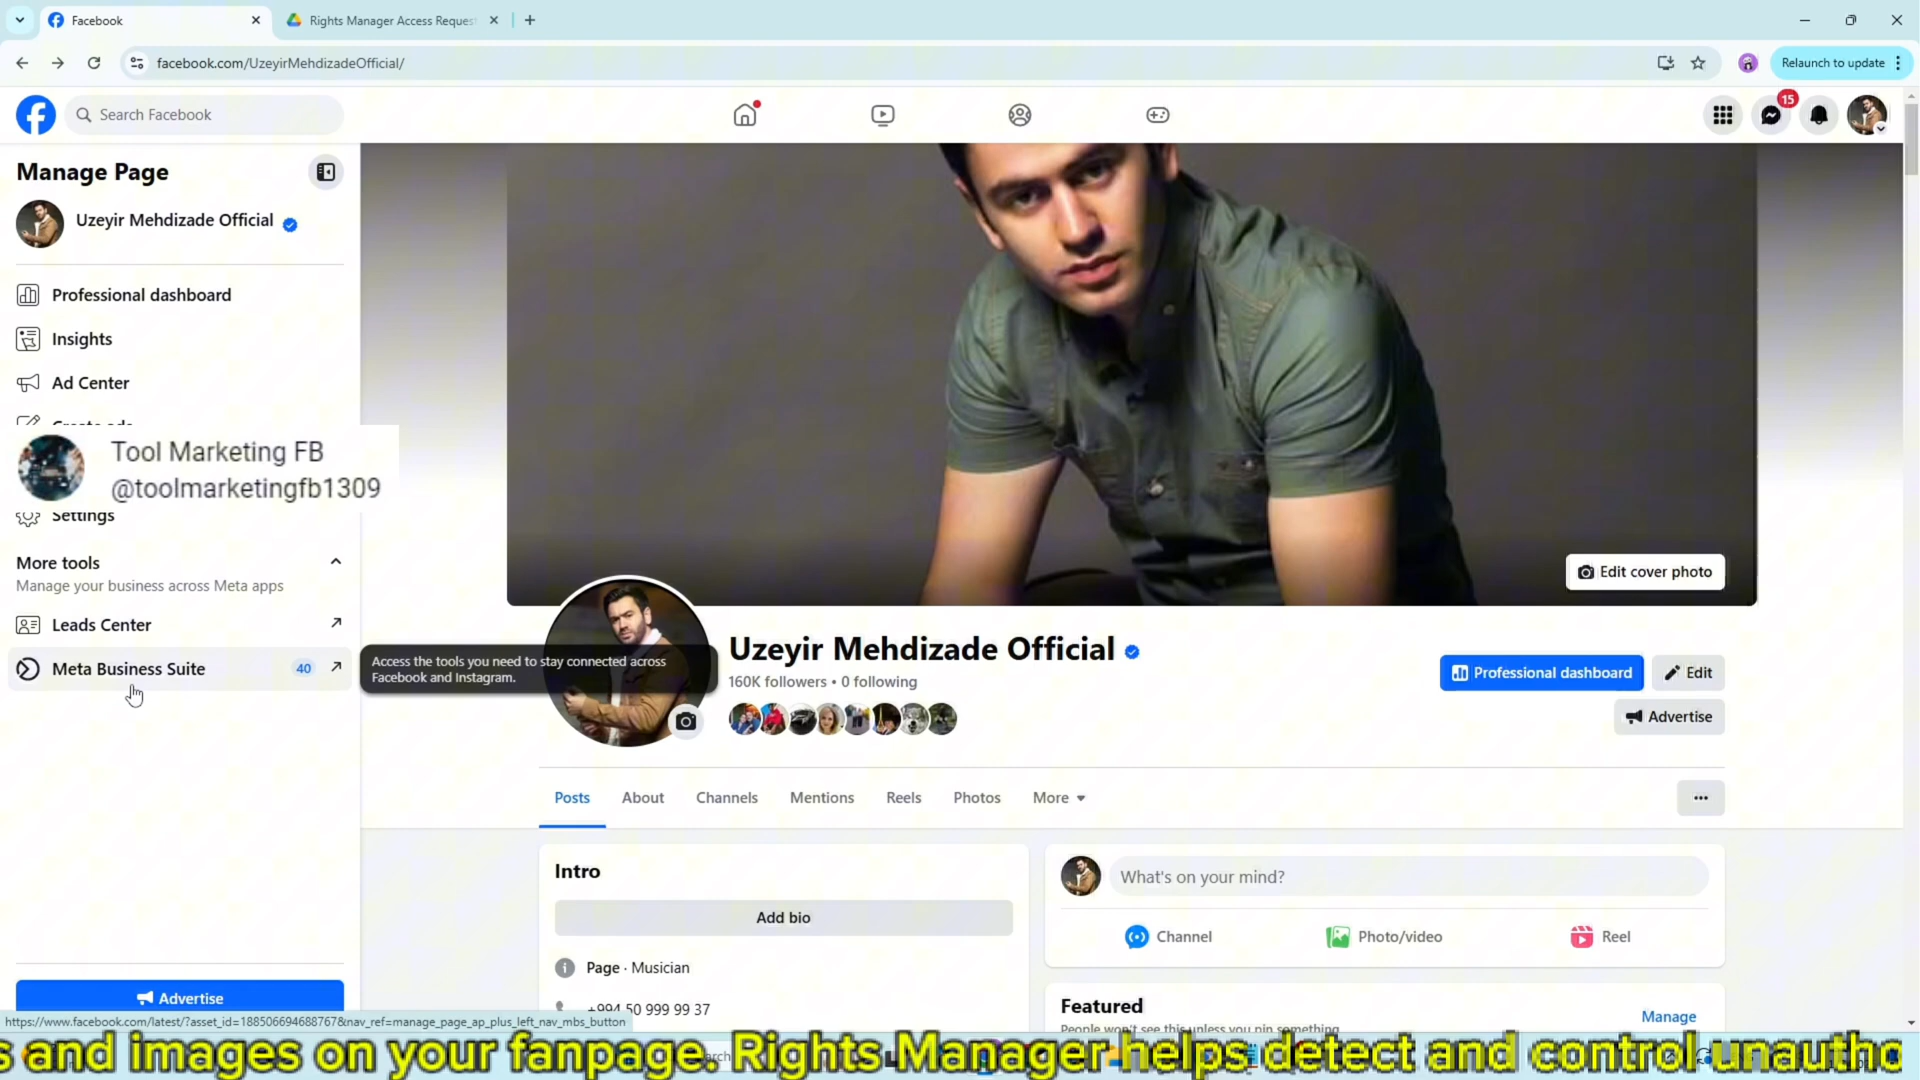 Facebook
Rights Manager Access Reques
facebook.com/UzeyirMehdizadeOfficial/
Relaunch to update
Search Facebook
15
Manage Page
Uzeyir Mehdizade Official
Professional dashboard
Insights
Ad Center
Create ads
Tool Marketing FB
@toolmarketingfb1309
Settings
More tools
Manage your business across Meta apps
Leads Center
Meta Business Suite
40
Access the tools you need to stay connected across
Facebook and Instagram.
Edit cover photo
Uzeyir Mehdizade Official
160K followers • 0 following
Professional dashboard
Edit
Advertise
Posts
About
Channels
Mentions
Reels
Photos
More
Intro
Add bio
Page · Musician
+994 50 999 99 37
What's on your mind?
Channel
Photo/video
Reel
Featured
People won't see this unless you pin something.
Manage
Advertise
https://www.facebook.com/latest/?asset_id=188506694688767&nav_ref=manage_page_ap_plus_left_nav_mbs_button
s and images on your fanpage. Rights Manager helps detect and control unautho